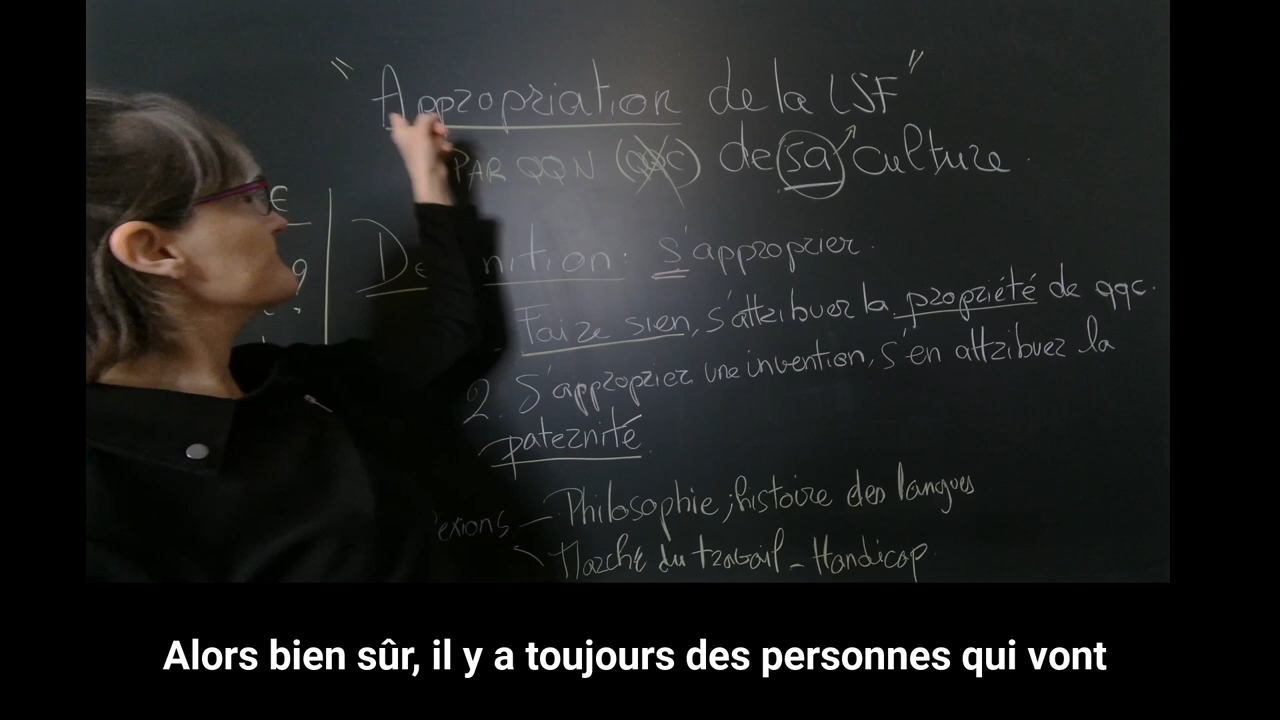 "Appropriation de la LSF"
PAR QQN (QQC) de sa culture.
E
Définition: s'approprier.
?
Faire sien, s'attribuer la propriété de qqc.
2. S'approprier une invention, s'en attribuer la
paternité.
exions — Philosophie; histoire des langues
Marché du travail - Handicap
Alors bien sûr, il y a toujours des personnes qui vont